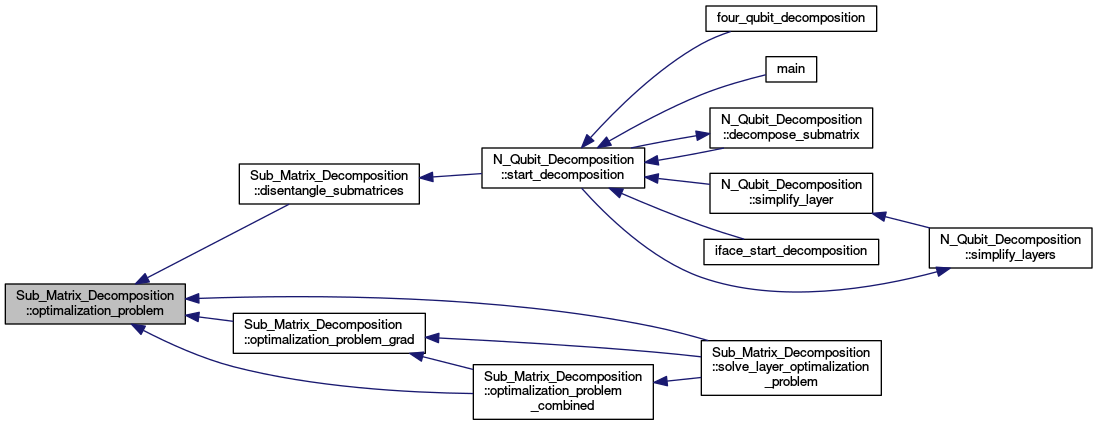 four_qubit_decomposition
main
N_Qubit_Decomposition
::decompose_submatrix
N_Qubit_Decomposition
::start_decomposition
Sub_Matrix_Decomposition
::disentangle_submatrices
N_Qubit_Decomposition
::simplify_layer
iface_start_decomposition
N_Qubit_Decomposition
::simplify_layers
Sub_Matrix_Decomposition
::optimalization_problem
Sub_Matrix_Decomposition
::optimalization_problem_grad
Sub_Matrix_Decomposition
::solve_layer_optimalization
_problem
Sub_Matrix_Decomposition
::optimalization_problem
_combined